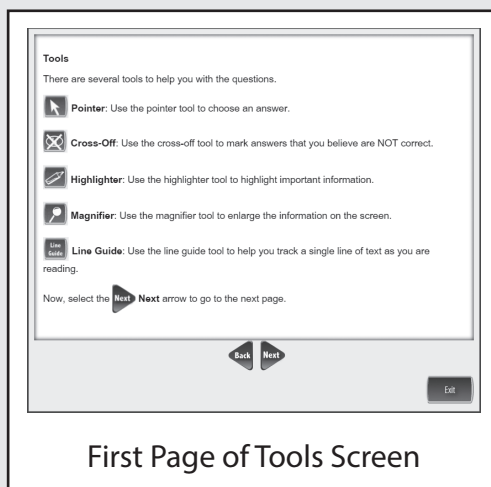 Tools
There are several tools to help you with the questions.
Pointer: Use the pointer tool to choose an answer.
Cross-Off: Use the cross-off tool to mark answers that you believe are NOT correct.
Highlighter: Use the highlighter tool to highlight important information.
Magnifier: Use the magnifier tool to enlarge the information on the screen.
Line Guide Line Guide: Use the line guide tool to help you track a single line of text as you are
reading.
Now, select the Next Next arrow to go to the next page.
Back Next
Exit
First Page of Tools Screen